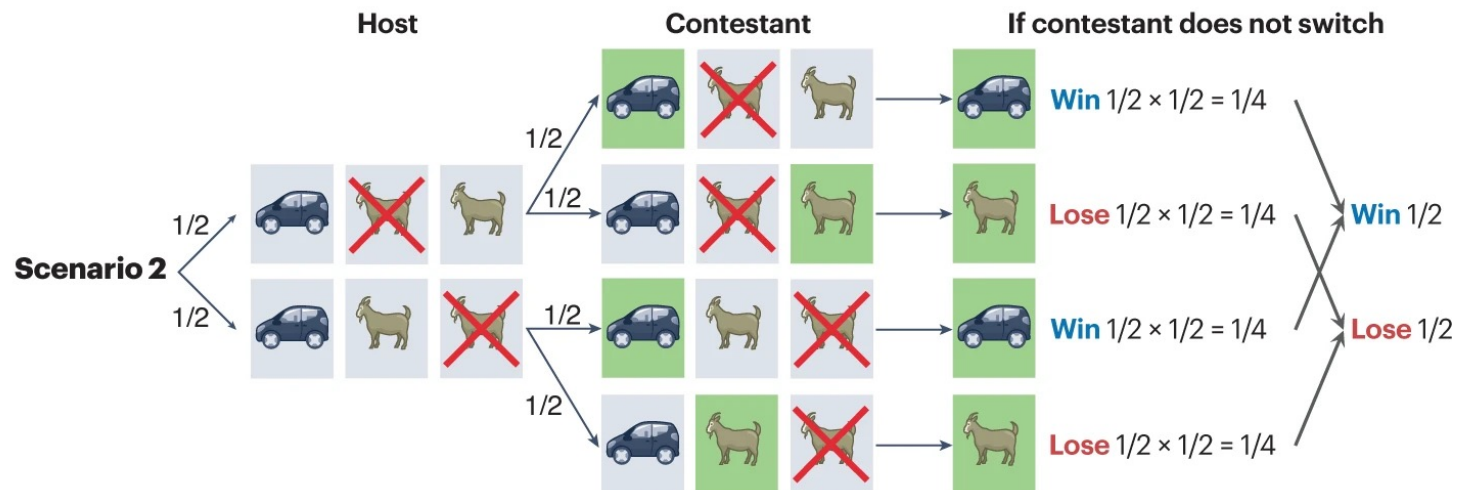 Host
Contestant
If contestant does not switch
Scenario 2
1/2
1/2
1/2
1/2
1/2
1/2
Win 1/2 × 1/2 = 1/4
Lose 1/2 × 1/2 = 1/4
Win 1/2 × 1/2 = 1/4
Lose 1/2 × 1/2 = 1/4
Win 1/2
Lose 1/2